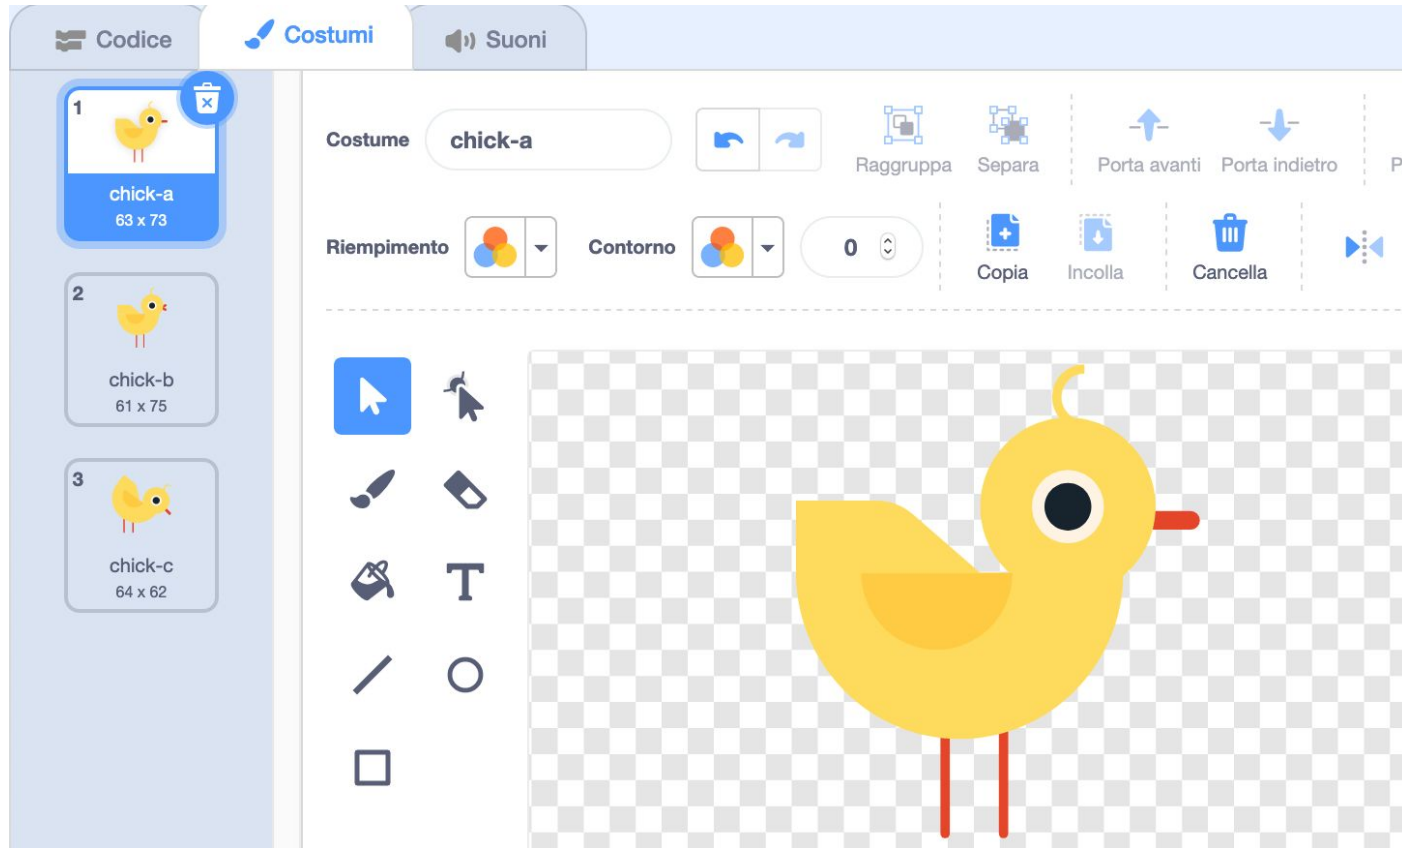 Codice
Costumi
Suoni
1
chick-a
63 x 73
2
chick-b
61 x 75
3
chick-c
64 x 62
Costume
chick-a
Raggruppa
Separa
Porta avanti
Porta indietro
P
Riempimento
Contorno
0
Copia
Incolla
Cancella
T